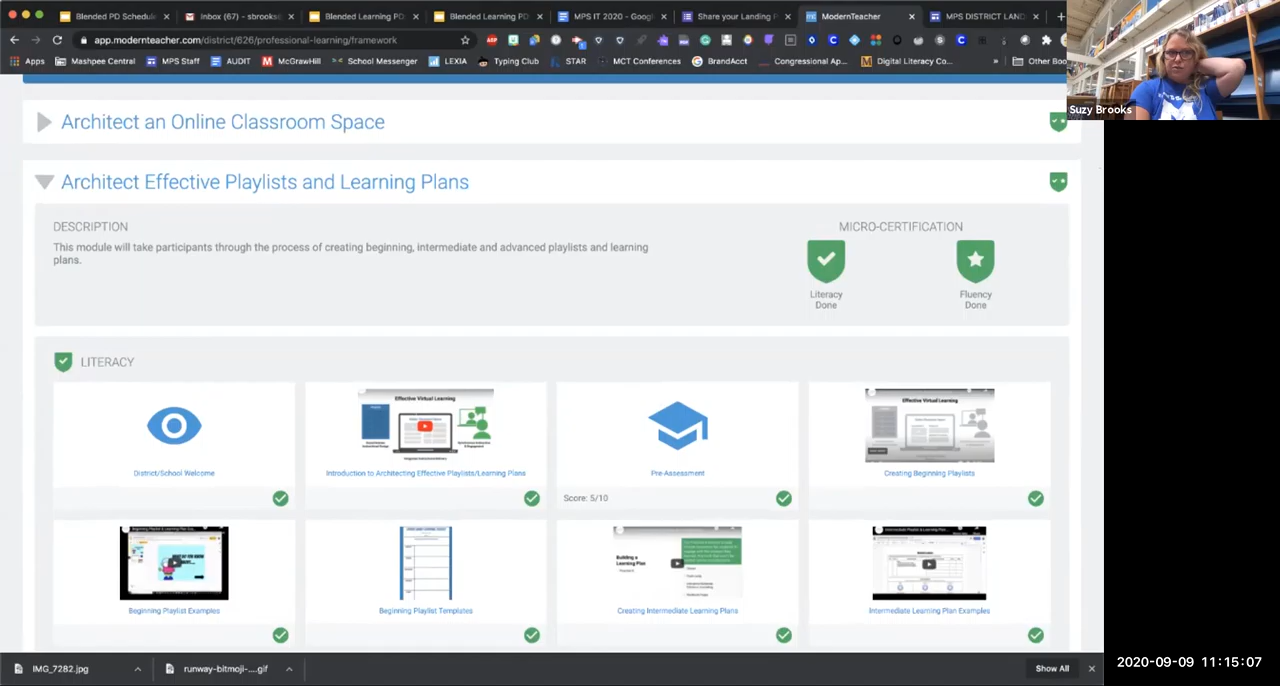 Blended PD Schedul
Inbox (67) - sbrooks
Blended Learning PD
Blended Learning PD
MPS IT 2020 - Googl
Share your Landing P
ModernTeacher
MPS DISTRICT LAND
app.modernteacher.com/district/626/professional-learning/framework
Apps
Mashpee Central
MPS Staff
AUDIT
McGrawHill
School Messenger
LEXIA
Typing Club
STAR
MCT Conferences
BrandAcct
Congressional Ap...
Digital Literacy Co...
»
Other Boo
Suzy Brooks
Architect an Online Classroom Space
Architect Effective Playlists and Learning Plans
DESCRIPTION
MICRO-CERTIFICATION
This module will take participants through the process of creating beginning, intermediate and advanced playlists and learning
plans.
Literacy
Done
Fluency
Done
LITERACY
Effective Virtual Learning
Effective Virtual Learning
District/School Welcome
Introduction to Architecting Effective Playlists/Learning Plans
Pre-Assessment
Creating Beginning Playlists
Score: 5/10
Building a
Learning Plan
Beginning Playlist Examples
Beginning Playlist Templates
Creating Intermediate Learning Plans
Intermediate Learning Plan Examples
IMG_7282.jpg
runway-bitmoji-....gif
Show All
2020-09-09 11:15:07